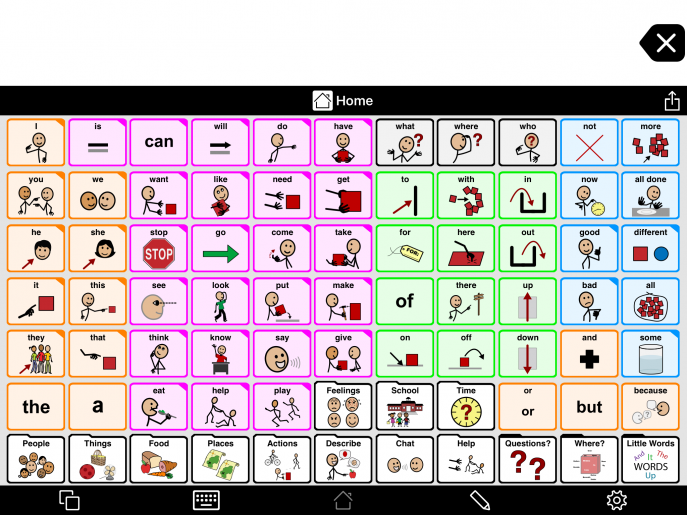 Home
I is can will do have what where who not more
you we want like need get to with in now all done
he she stop go come take for here out good different
STOP FOR:
it this see look put make of there up bad all
they that think know say give on off down and some
the a eat help play Feelings School Time or but because
or
People Things Food Places Actions Describe Chat Help Questions? Where? Little Words
And It The
WORDS
Up